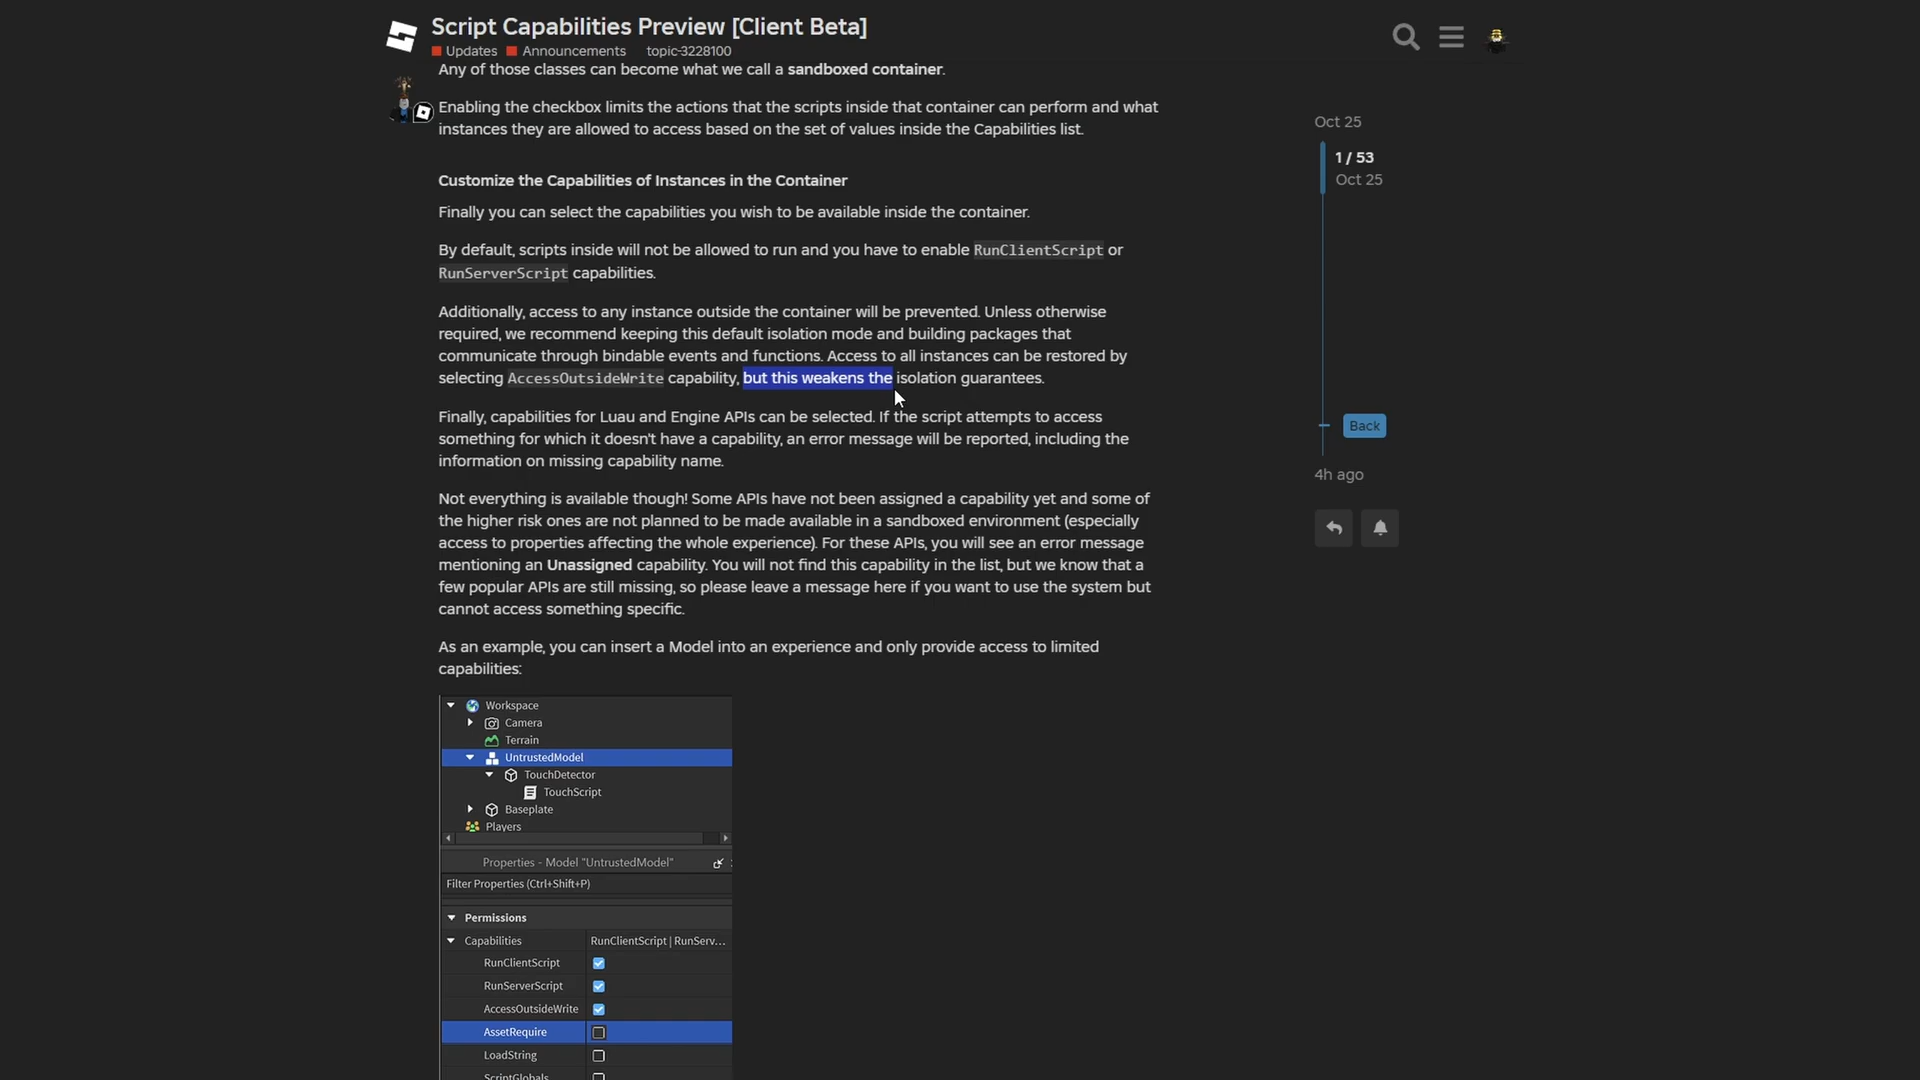 Script Capabilities Preview [Client Beta]
Updates Announcements topic-3228100
Any of those classes can become what we call a sandboxed container.
Enabling the checkbox limits the actions that the scripts inside that container can perform and what
instances they are allowed to access based on the set of values inside the Capabilities list.
Customize the Capabilities of Instances in the Container
Finally you can select the capabilities you wish to be available inside the container.
By default, scripts inside will not be allowed to run and you have to enable RunClientScript or
RunServerScript capabilities.
Additionally, access to any instance outside the container will be prevented. Unless otherwise
required, we recommend keeping this default isolation mode and building packages that
communicate through bindable events and functions. Access to all instances can be restored by
selecting AccessOutsideWrite capability, but this weakens the isolation guarantees.
Finally, capabilities for Luau and Engine APIs can be selected. If the script attempts to access
something for which it doesn't have a capability, an error message will be reported, including the
information on missing capability name.
Not everything is available though! Some APIs have not been assigned a capability yet and some of
the higher risk ones are not planned to be made available in a sandboxed environment (especially
access to properties affecting the whole experience). For these APIs, you will see an error message
mentioning an Unassigned capability. You will not find this capability in the list, but we know that a
few popular APIs are still missing, so please leave a message here if you want to use the system but
cannot access something specific.
As an example, you can insert a Model into an experience and only provide access to limited
capabilities:
Workspace
Camera
Terrain
UntrustedModel
TouchDetector
TouchScript
Baseplate
Players
Properties - Model "UntrustedModel"
Filter Properties (Ctrl+Shift+P)
Permissions
Capabilities RunClientScript | RunServ...
RunClientScript
RunServerScript
AccessOutsideWrite
AssetRequire
LoadString
ScriptGlobals
Oct 25
1 / 53
Oct 25
Back
4h ago